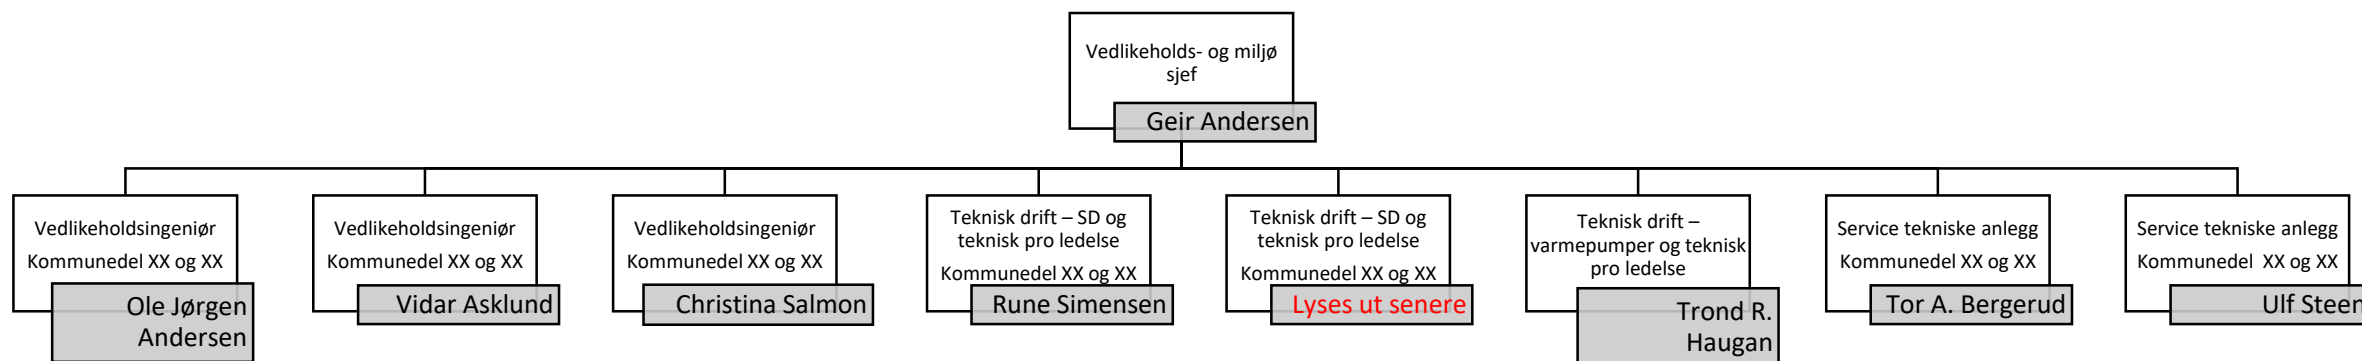 Vedlikeholds- og miljø
sjef
Geir Andersen
Vedlikeholdsingeniør
Kommunedel XX og XX
Ole Jørgen
Andersen
Vedlikeholdsingeniør
Kommunedel XX og XX
Vidar Asklund
Vedlikeholdsingeniør
Kommunedel XX og XX
Christina Salmon
Teknisk drift – SD og
teknisk pro ledelse
Kommunedel XX og XX
Rune Simensen
Teknisk drift – SD og
teknisk pro ledelse
Kommunedel XX og XX
Lyses ut senere
Teknisk drift –
varmepumper og teknisk
pro ledelse
Trond R.
Haugan
Service tekniske anlegg
Kommunedel XX og XX
Tor A. Bergerud
Service tekniske anlegg
Kommunedel  XX og XX
Ulf Steen